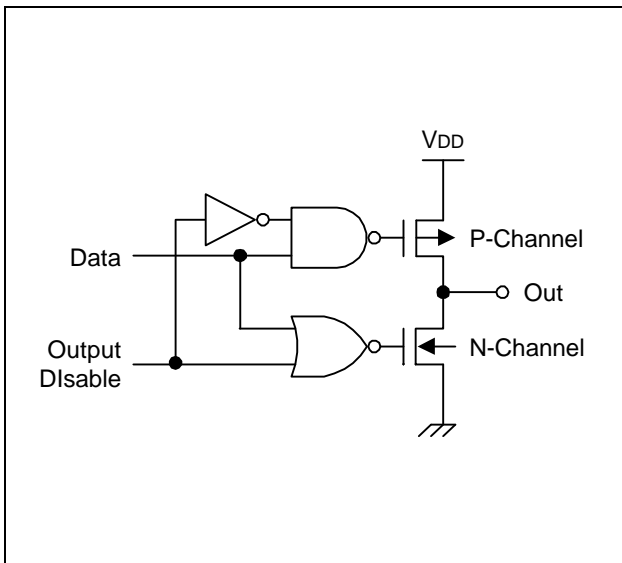 VDD
P-Channel
Data
Out
Output
DIsable
N-Channel